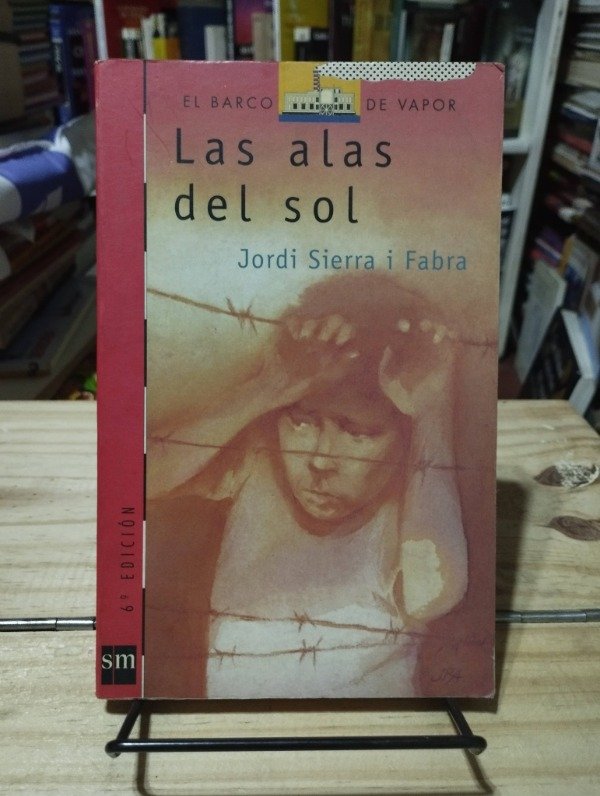 EL BARCO DE VAPOR
Las alas
del sol
Jordi Sierra i Fabra
6ª EDICIÓN
sm